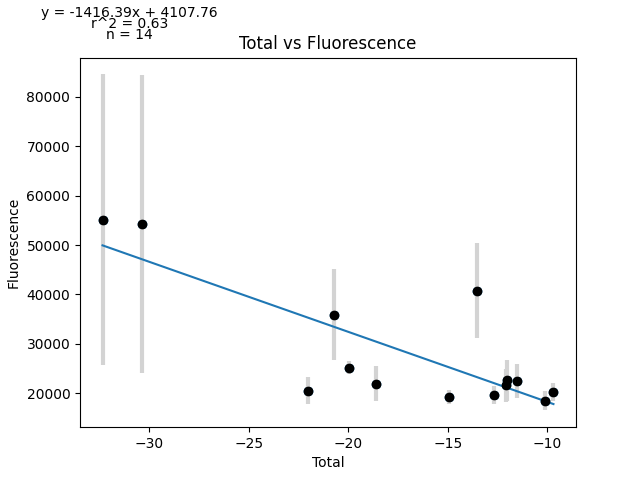 y = -1416.39x + 4107.76
r^2 = 0.63
n = 14
Total vs Fluorescence
80000
70000
60000
50000
40000
30000
20000
Fluorescence
−30
−25
−20
−15
−10
Total